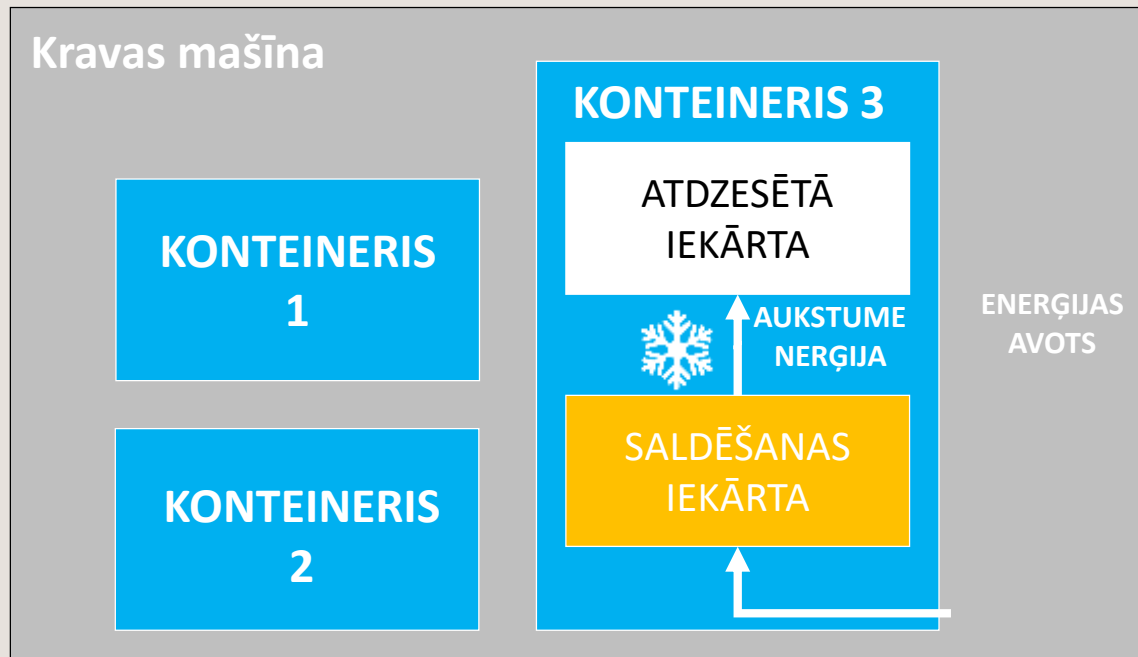 Kravas mašīna
KONTEINERIS
1
KONTEINERIS
2
KONTEINERIS 3
ATDZESĒTĀ
IEKĀRTA
AUKSTUME
NERĢIJA
SALDĒŠANAS
IEKĀRTA
ENERĢIJAS
AVOTS